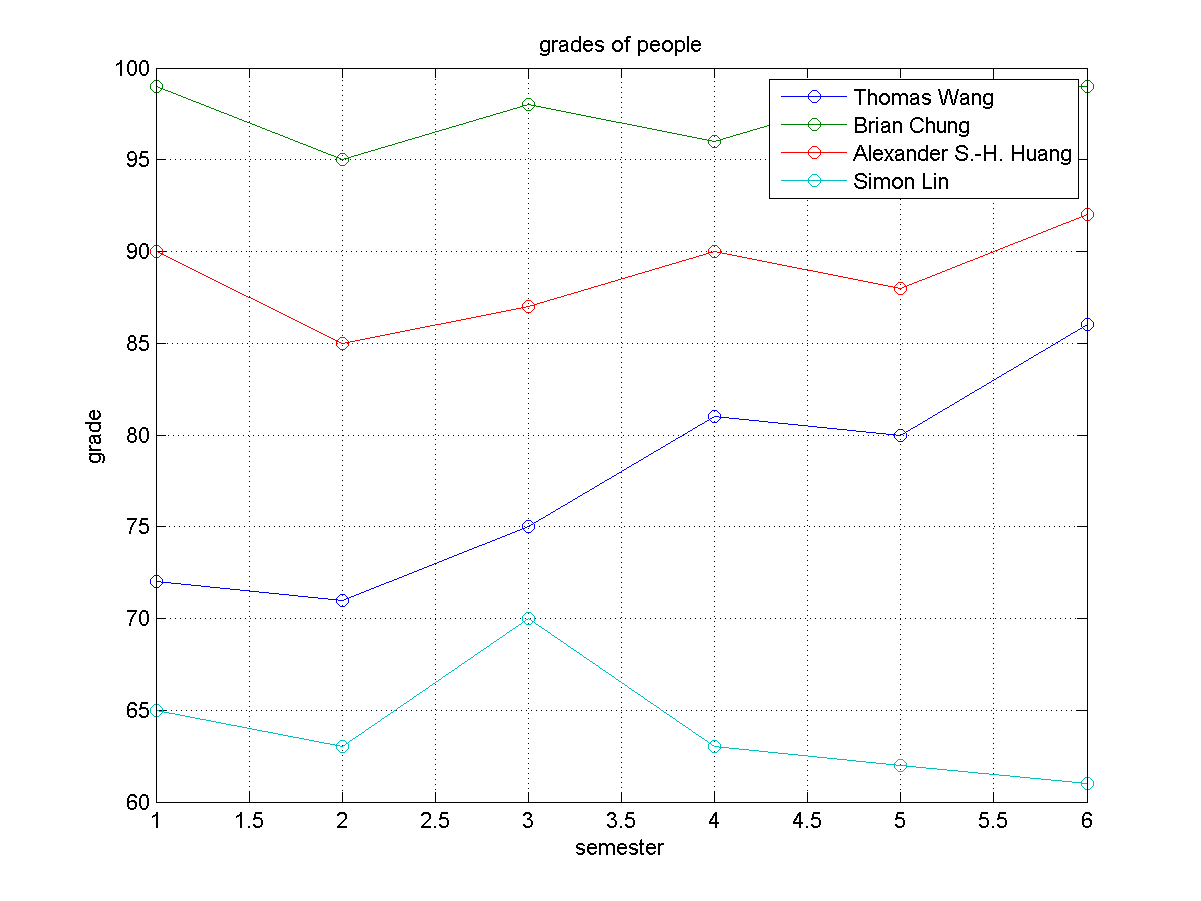 grades of people
100
95
90
85
80
75
70
65
60
grade
Thomas Wang
Brian Chung
Alexander S.-H. Huang
Simon Lin
1 1.5 2 2.5 3 3.5 4 4.5 5 5.5 6
semester